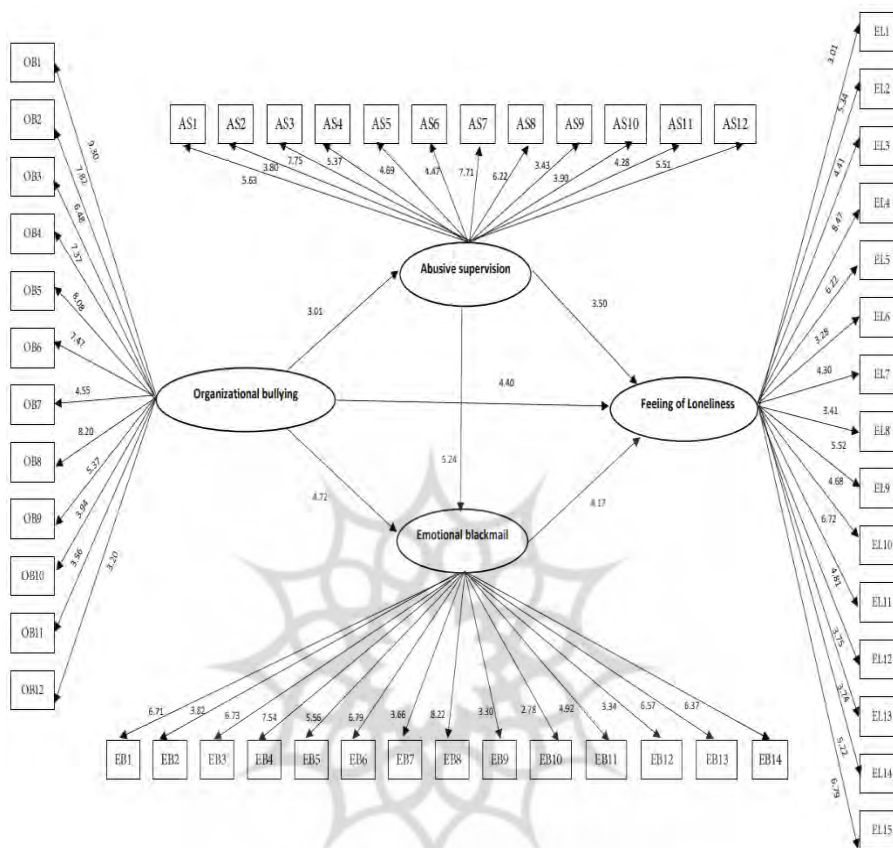 OB1
OB2
OB3
OB4
OB5
OB6
OB7
OB8
OB9
OB10
OB11
OB12
9.30
7.82
6.48
7.37
6.08
7.47
4.55
8.20
5.37
3.94
3.56
3.20
AS1 AS2 AS3 AS4 AS5 AS6 AS7 AS8 AS9 AS10 AS11 AS12
5.63 3.80 7.75 5.37 4.69 4.47 7.71 6.22 3.43 3.90 4.28 5.51
Abusive supervision
3.01
3.50
Organizational bullying
4.40
Feeling of Loneliness
5.24
4.72
4.17
Emotional blackmail
6.71 3.82 6.73 7.54 5.56 6.79 3.66 8.22 3.30 2.78 4.92 3.34 6.57 6.37
EB1 EB2 EB3 EB4 EB5 EB6 EB7 EB8 EB9 EB10 EB11 EB12 EB13 EB14
3.01
5.34
4.41
8.47
6.22
3.28
4.30
3.41
5.52
4.68
6.72
4.81
3.75
3.74
5.22
6.79
EL1
EL2
EL3
EL4
EL5
EL6
EL7
EL8
EL9
EL10
EL11
EL12
EL13
EL14
EL15